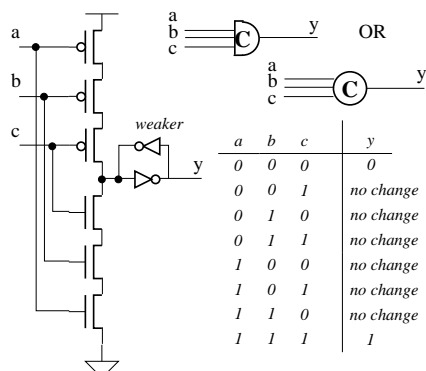 a
b
c
weaker
y
a
b
c
C
y
OR
a
b
c
C
y
a b c y
0 0 0 0
0 0 1 no change
0 1 0 no change
0 1 1 no change
1 0 0 no change
1 0 1 no change
1 1 0 no change
1 1 1 1